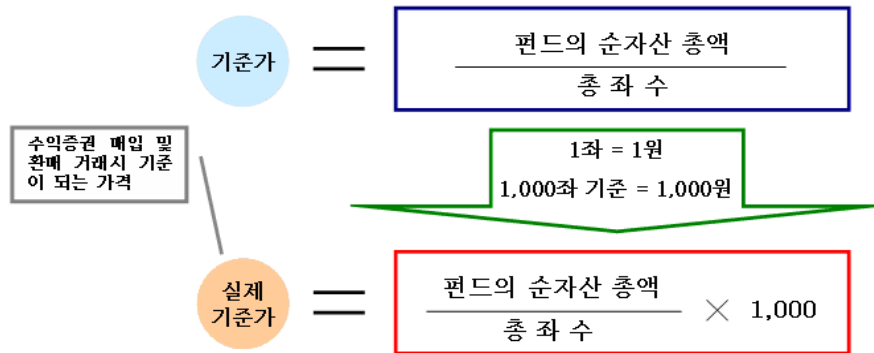 기준가
=
펀드의 순자산 총액
총 좌 수
수익증권 매입 및
환매 거래시 기준
이 되는 가격
1좌 = 1원
1,000좌 기준 = 1,000원
실제
기준가
=
펀드의 순자산 총액
총 좌 수
× 1,000